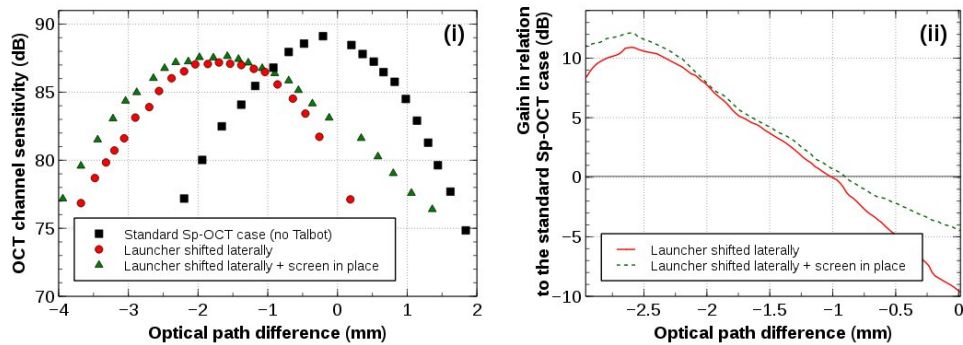 (i)
OCT channel sensitivity (dB)
90
85
80
75
70
Standard Sp-OCT case (no Talbot)
Launcher shifted laterally
Launcher shifted laterally + screen in place
−4 −3 −2 −1 0 1 2
Optical path difference (mm)
(ii)
Gain in relation
to the standard Sp-OCT case (dB)
10
5
0
−5
−10
Launcher shifted laterally
Launcher shifted laterally + screen in place
−2.5 −2 −1.5 −1 −0.5 0
Optical path difference (mm)